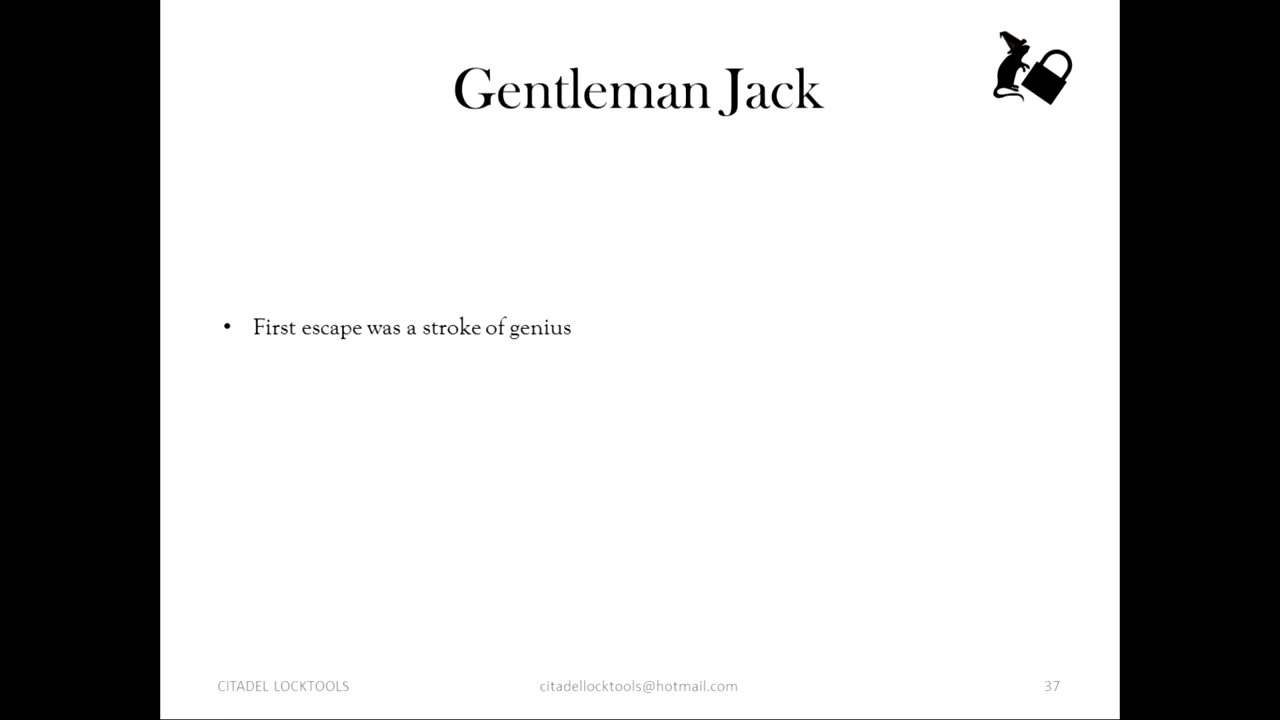 Gentleman Jack
• First escape was a stroke of genius
CITADEL LOCKTOOLS
citadellocktools@hotmail.com
37